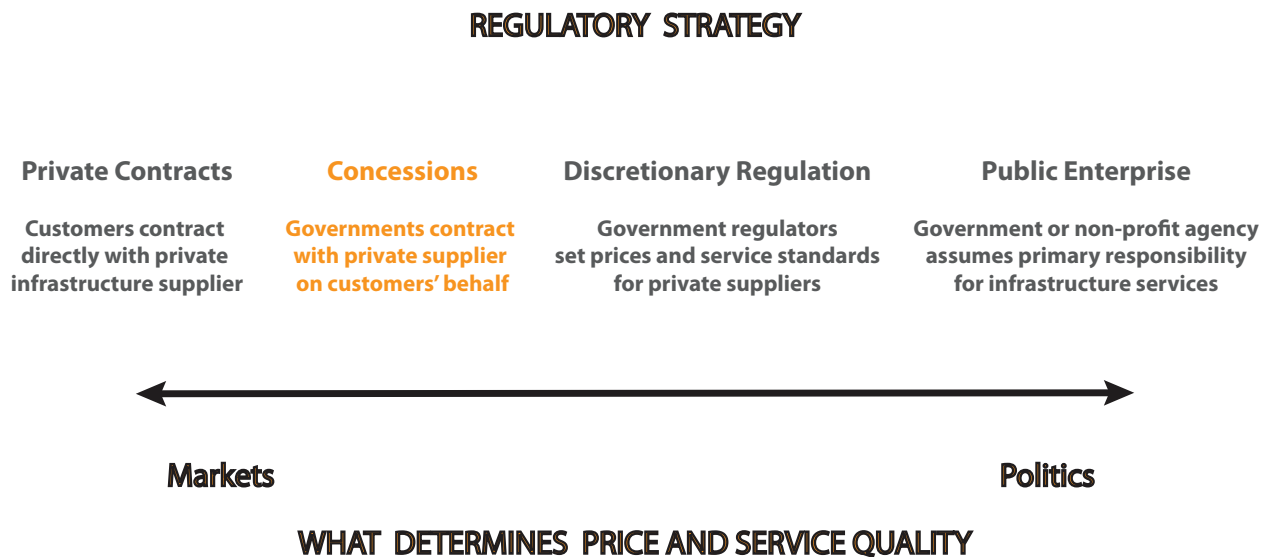 REGULATORY STRATEGY
Private Contracts
Customers contract
directly with private
infrastructure supplier
Concessions
Governments contract
with private supplier
on customers’ behalf
Discretionary Regulation
Government regulators
set prices and service standards
for private suppliers
Public Enterprise
Government or non-profit agency
assumes primary responsibility
for infrastructure services
Markets
Politics
WHAT DETERMINES PRICE AND SERVICE QUALITY